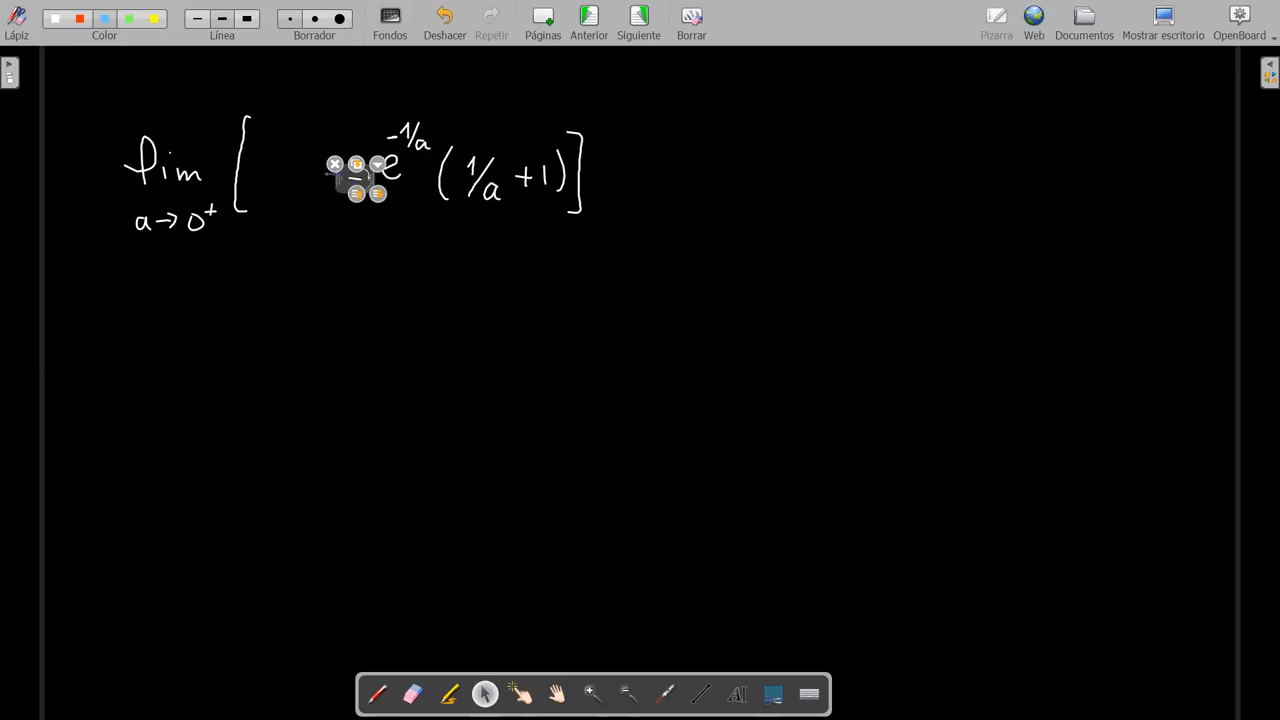 Lápiz Color Línea Borrador Fondos Deshacer Repetir Páginas Anterior Siguiente Borrar Pizarra Web Documentos Mostrar escritorio OpenBoard
lim [ - e^{-1/a} (1/a + 1) ]
a → 0⁺
AI